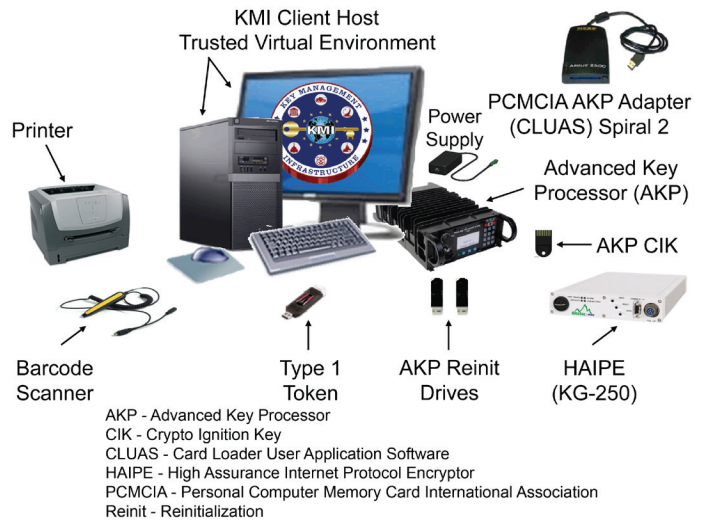 KMI Client Host
Trusted Virtual Environment
PCMCIA AKP Adapter
(CLUAS) Spiral 2
Printer
Power
Supply
KEY MANAGEMENT
KMI
INFRASTRUCTURE
Advanced Key
Processor (AKP)
AKP CIK
Barcode
Scanner
Type 1
Token
AKP Reinit
Drives
HAIPE
(KG-250)
AKP - Advanced Key Processor
CIK - Crypto Ignition Key
CLUAS - Card Loader User Application Software
HAIPE - High Assurance Internet Protocol Encryptor
PCMCIA - Personal Computer Memory Card International Association
Reinit - Reinitialization